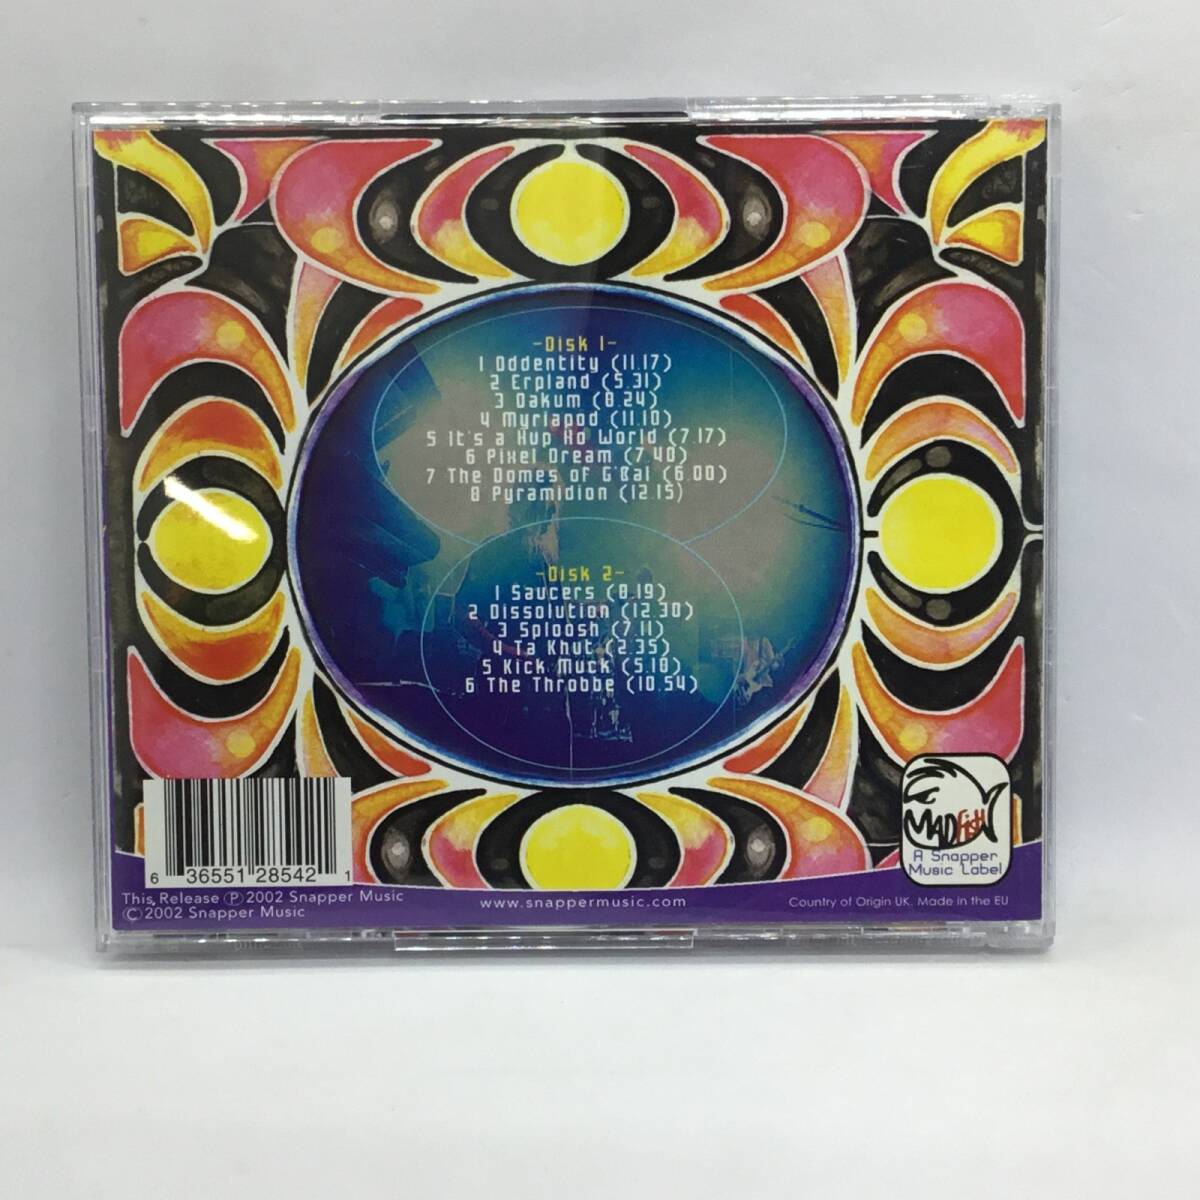 -Disk 1-
1 Oddentity (11.17)
2 Erpland (5.31)
3 Oakum (8.24)
4 Myriapod (11.10)
5 It's a Hup Ho World (7.17)
6 Pixel Dream (7.40)
7 The Domes of G'Bal (6.00)
8 Pyramidion (12.15)
-Disk 2-
1 Saucers (8.19)
2 Dissolution (12.30)
3 Sploosh (7.11)
4 Ta Khut (2.35)
5 Kick Muck (5.18)
6 The Throbbe (10.54)
6 36551 28542 1
This Release Ⓟ 2002 Snapper Music
© 2002 Snapper Music
www.snappermusic.com
MADFish
A Snapper
Music Label
Country of Origin UK. Made in the EU